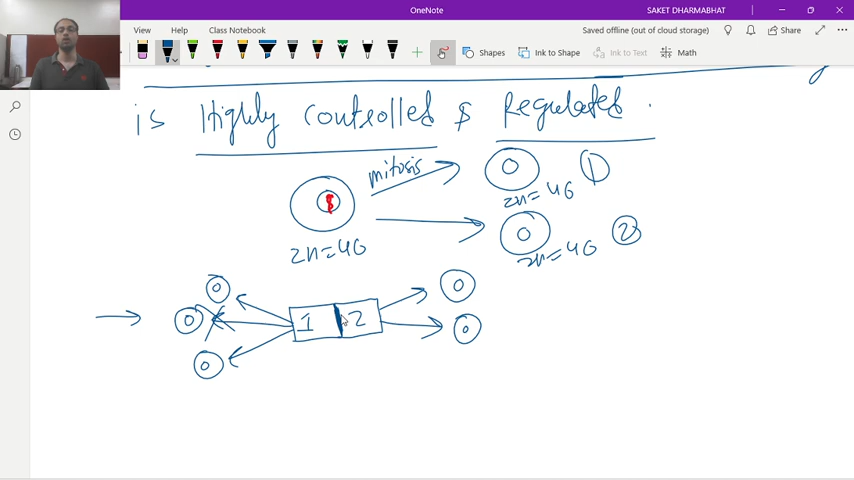 OneNote
SAKET DHARMABHAT
View Help Class Notebook
Saved offline (out of cloud storage)
Share
Shapes Ink to Shape Ink to Text Math
is Highly controlled & Regulated.
mitosis
2n=46
2n=46 1
2n=46 2
1 2